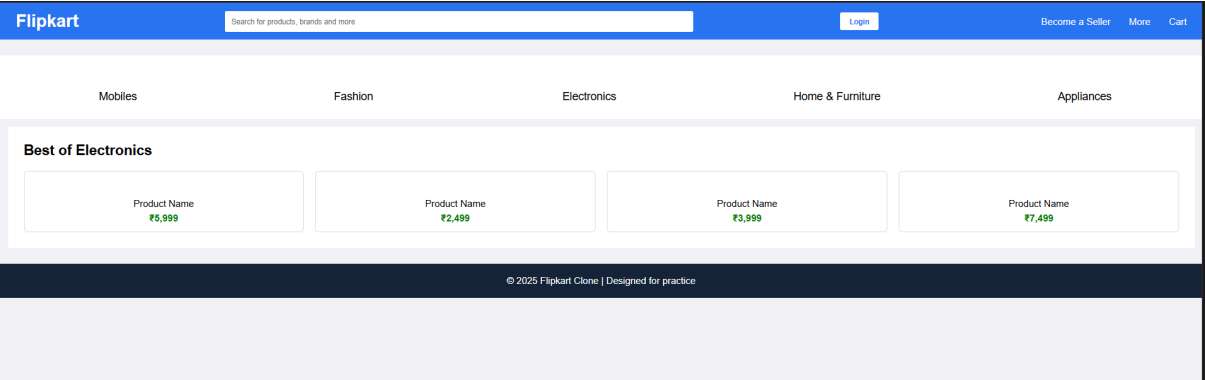 Flipkart
Search for products, brands and more
Login
Become a Seller More Cart
Mobiles Fashion Electronics Home & Furniture Appliances
Best of Electronics
Product Name Product Name Product Name Product Name
₹5,999 ₹2,499 ₹3,999 ₹7,499
© 2025 Flipkart Clone | Designed for practice